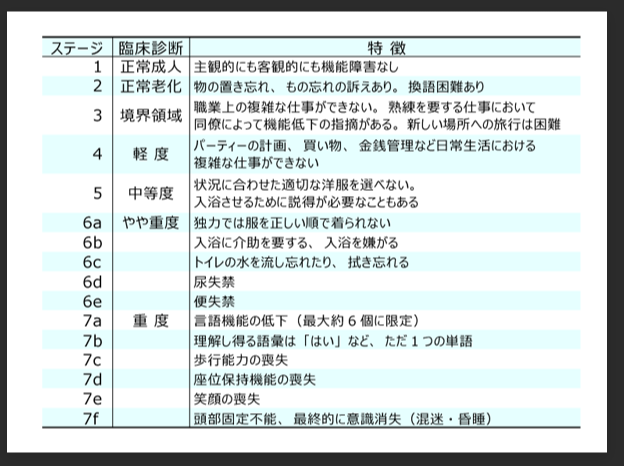 ステージ 臨床診断 特 徴
1 正常成人 主観的にも客観的にも機能障害なし
2 正常老化 物の置き忘れ、もの忘れの訴えあり。換語困難あり
3 境界領域 職業上の複雑な仕事ができない。熟練を要する仕事において
同僚によって機能低下の指摘がある。新しい場所への旅行は困難
4 軽 度 パーティーの計画、買い物、金銭管理など日常生活における
複雑な仕事ができない
5 中等度 状況に合わせた適切な洋服を選べない。
入浴させるために説得が必要なこともある
6a やや重度 独力では服を正しい順で着られない
6b 入浴に介助を要する、入浴を嫌がる
6c トイレの水を流し忘れたり、拭き忘れる
6d 尿失禁
6e 便失禁
7a 重 度 言語機能の低下（最大約 6 個に限定）
7b 理解し得る語彙は「はい」など、ただ 1 つの単語
7c 歩行能力の喪失
7d 座位保持機能の喪失
7e 笑顔の喪失
7f 頭部固定不能、最終的に意識消失（混迷・昏睡）